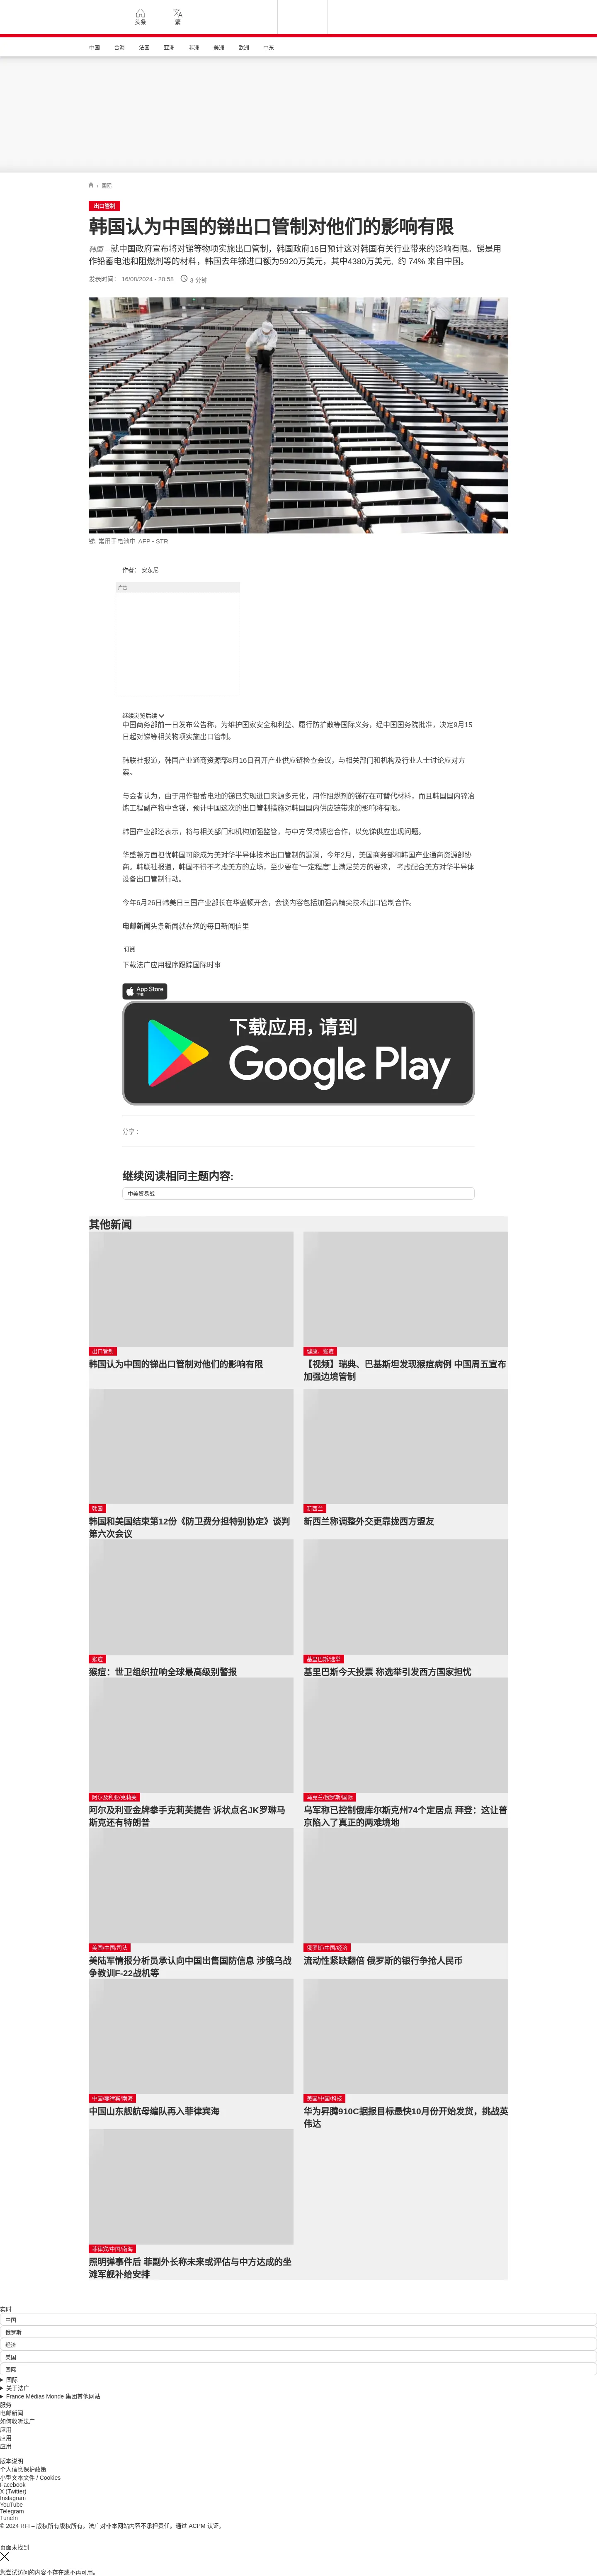 头条
繁
中国 台海 法国 亚洲 非洲 美洲 欧洲 中东
/ 国际
出口管制
韩国认为中国的锑出口管制对他们的影响有限
韩国 – 就中国政府宣布将对锑等物项实施出口管制，韩国政府16日预计这对韩国有关行业带来的影响有限。锑是用
作铅蓄电池和阻燃剂等的材料，韩国去年锑进口额为5920万美元，其中4380万美元，约 74% 来自中国。
发表时间： 16/08/2024 - 20:58 3 分钟
锑, 常用于电池中 AFP - STR
作者： 安东尼
广告
继续浏览后续
中国商务部前一日发布公告称，为维护国家安全和利益、履行防扩散等国际义务，经中国国务院批准，决定9月15
日起对锑等相关物项实施出口管制。
韩联社报道，韩国产业通商资源部8月16日召开产业供应链检查会议，与相关部门和机构及行业人士讨论应对方
案。
与会者认为，由于用作铅蓄电池的锑已实现进口来源多元化，用作阻燃剂的锑存在可替代材料，而且韩国国内锌冶
炼工程副产物中含锑，预计中国这次的出口管制措施对韩国国内供应链带来的影响将有限。
韩国产业部还表示，将与相关部门和机构加强监管，与中方保持紧密合作，以免锑供应出现问题。
华盛顿方面担忧韩国可能成为美对华半导体技术出口管制的漏洞，今年2月，美国商务部和韩国产业通商资源部协
商。韩联社报道，韩国不得不考虑美方的立场，至少要在“一定程度”上满足美方的要求， 考虑配合美方对华半导体
设备出口管制行动。
今年6月26日韩美日三国产业部长在华盛顿开会，会谈内容包括加强高精尖技术出口管制合作。
电邮新闻头条新闻就在您的每日新闻信里
订阅
下载法广应用程序跟踪国际时事
App Store
下载
下载应用，请到
Google Play
分享 :
继续阅读相同主题内容:
中美贸易战
其他新闻
出口管制
韩国认为中国的锑出口管制对他们的影响有限
健康、猴痘
【视频】瑞典、巴基斯坦发现猴痘病例 中国周五宣布
加强边境管制
韩国
韩国和美国结束第12份《防卫费分担特别协定》谈判
第六次会议
新西兰
新西兰称调整外交更靠拢西方盟友
猴痘
猴痘：世卫组织拉响全球最高级别警报
基里巴斯/选举
基里巴斯今天投票 称选举引发西方国家担忧
阿尔及利亚/克莉芙
阿尔及利亚金牌拳手克莉芙提告 诉状点名JK罗琳马
斯克还有特朗普
乌克兰/俄罗斯/国际
乌军称已控制俄库尔斯克州74个定居点 拜登：这让普
京陷入了真正的两难境地
美国/中国/司法
美陆军情报分析员承认向中国出售国防信息 涉俄乌战
争教训F-22战机等
俄罗斯/中国/经济
流动性紧缺翻倍 俄罗斯的银行争抢人民币
中国/菲律宾/南海
中国山东舰航母编队再入菲律宾海
美国/中国/科技
华为昇腾910C据报目标最快10月份开始发货，挑战英
伟达
菲律宾/中国/南海
照明弹事件后 菲副外长称未来或评估与中方达成的坐
滩军舰补给安排
实时
中国
俄罗斯
经济
美国
国际
国际
关于法广
France Médias Monde 集团其他网站
服务
电邮新闻
如何收听法广
应用
应用
应用
版本说明
个人信息保护政策
小型文本文件 / Cookies
Facebook
X (Twitter)
Instagram
YouTube
Telegram
TuneIn
© 2024 RFI – 版权所有版权所有。法广对非本网站内容不承担责任。通过 ACPM 认证。
页面未找到
您尝试访问的内容不存在或不再可用。